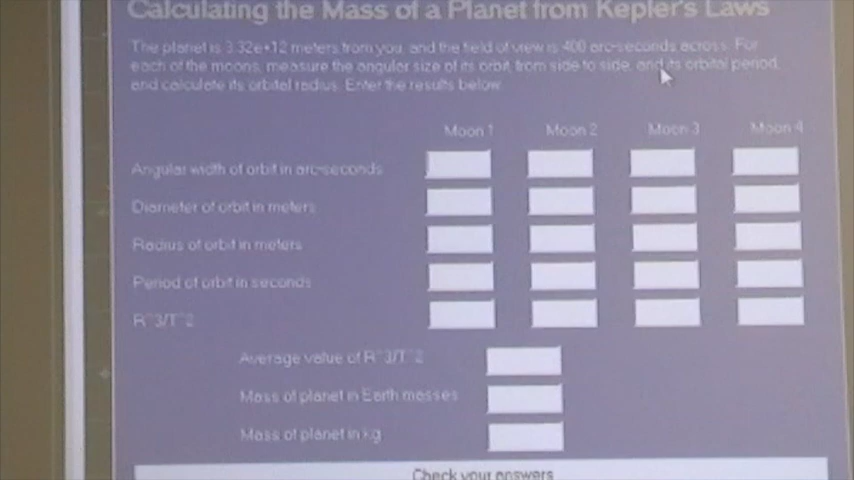 Calculating the Mass of a Planet from Kepler's Laws
The planet is 3.32e+12 meters from you, and the field of view is 400 arc-seconds across. For
each of the moons, measure the angular size of its orbit, from side to side, and its orbital period,
and calculate its orbital radius. Enter the results below.
Moon 1 Moon 2 Moon 3 Moon 4
Angular width of orbit in arc-seconds
Diameter of orbit in meters
Radius of orbit in meters
Period of orbit in seconds
R^3/T^2
Average value of R^3/T^2
Mass of planet in Earth masses
Mass of planet in kg
Check your answers